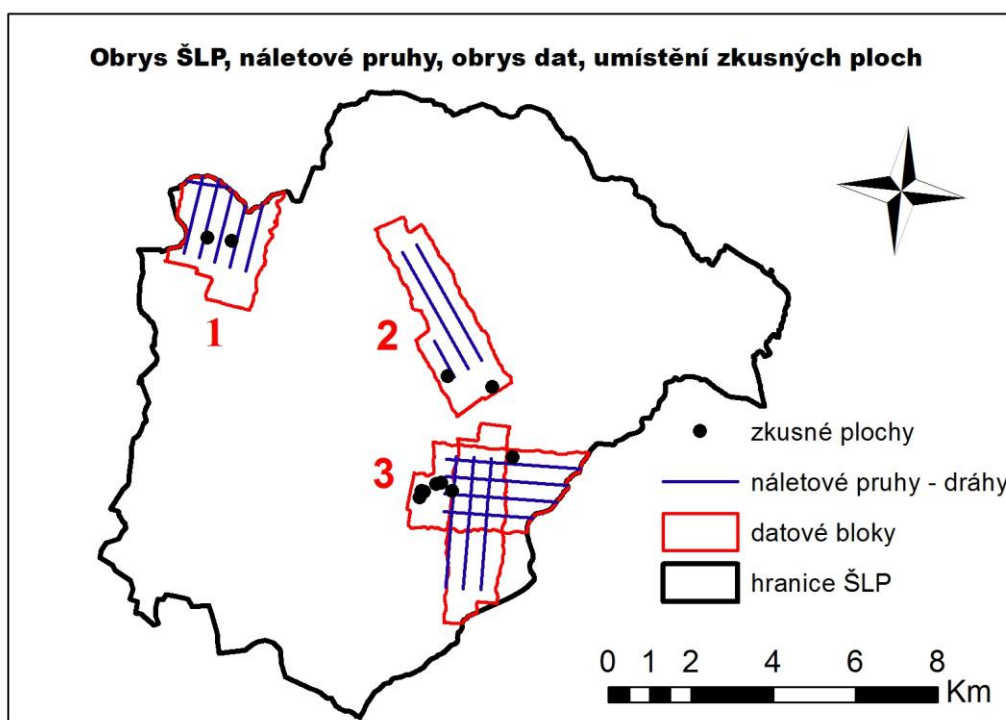 Obrys ŠLP, náletové pruhy, obrys dat, umístění zkusných ploch
1
2
3
zkusné plochy
náletové pruhy - dráhy
datové bloky
hranice ŠLP
0 1 2 4 6 8
Km